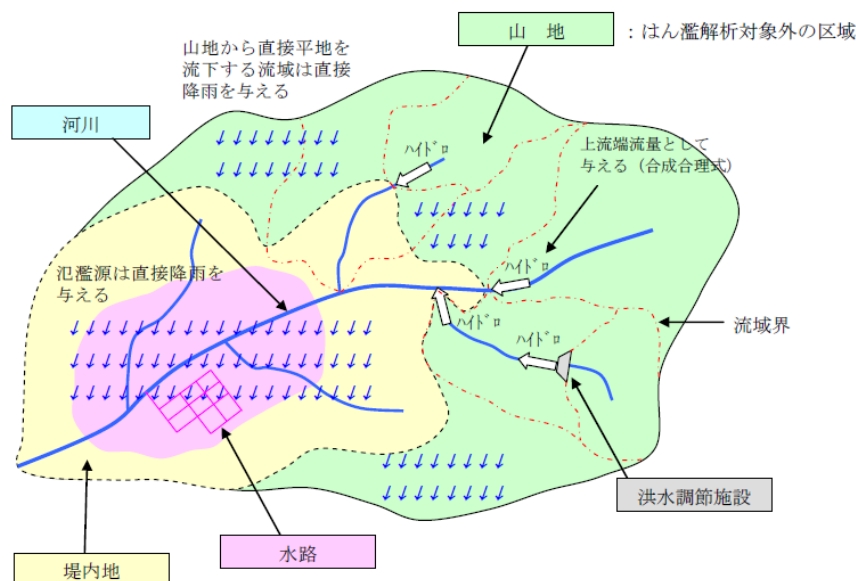 山　地
：はん濫解析対象外の区域
山地から直接平地を
流下する流域は直接
降雨を与える
河川
ﾊｲﾄﾞﾛ
上流端流量として
与える（合成合理式）
氾濫源は直接降雨を
与える
ﾊｲﾄﾞﾛ
ﾊｲﾄﾞﾛ
ﾊｲﾄﾞﾛ
流域界
洪水調節施設
水路
堤内地